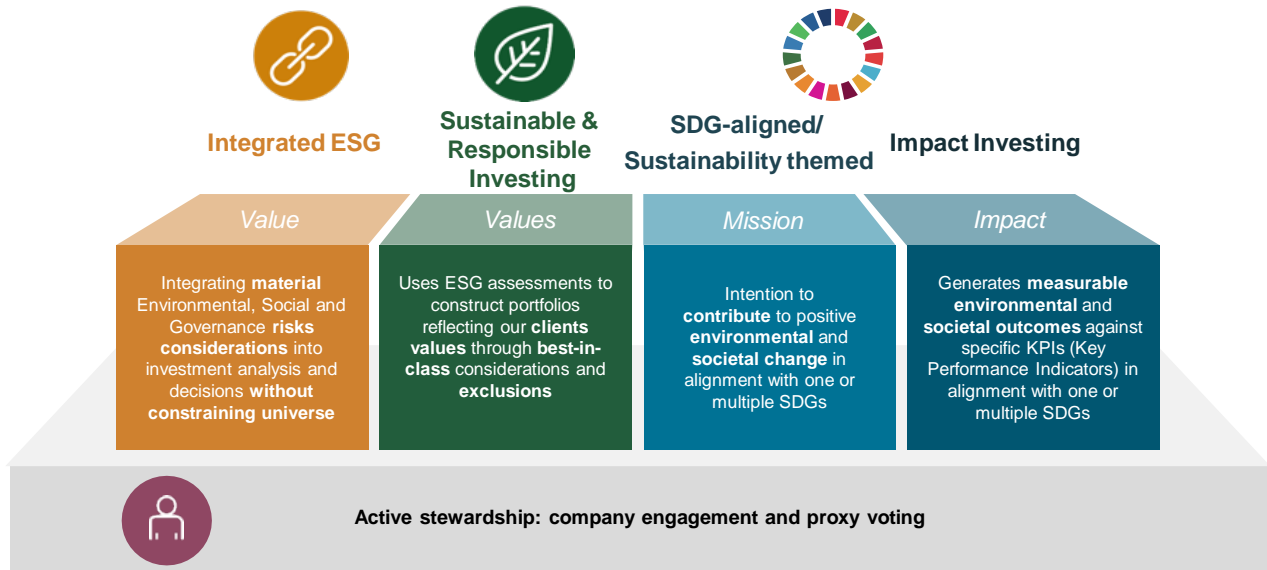 Integrated ESG
Sustainable &
Responsible
Investing
SDG-aligned/
Sustainability themed
Impact Investing
Value
Values
Mission
Impact
Integrating material
Environmental, Social and
Governance risks
considerations into
investment analysis and
decisions without
constraining universe
Uses ESG assessments to
construct portfolios
reflecting our clients
values through best-in-
class considerations and
exclusions
Intention to
contribute to positive
environmental and
societal change in
alignment with one or
multiple SDGs
Generates measurable
environmental and
societal outcomes against
specific KPIs (Key
Performance Indicators) in
alignment with one or
multiple SDGs
Active stewardship: company engagement and proxy voting